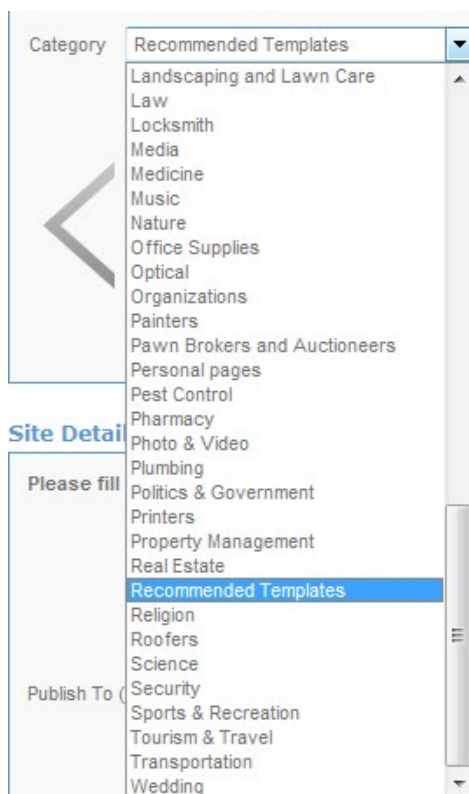 Category Recommended Templates
Landscaping and Lawn Care
Law
Locksmith
Media
Medicine
Music
Nature
Office Supplies
Optical
Organizations
Painters
Pawn Brokers and Auctioneers
Personal pages
Pest Control
Pharmacy
Site Detail
Photo & Video
Plumbing
Please fill
Politics & Government
Printers
Property Management
Real Estate
Recommended Templates
Religion
Roofers
Science
Publish To (
Security
Sports & Recreation
Tourism & Travel
Transportation
Wedding